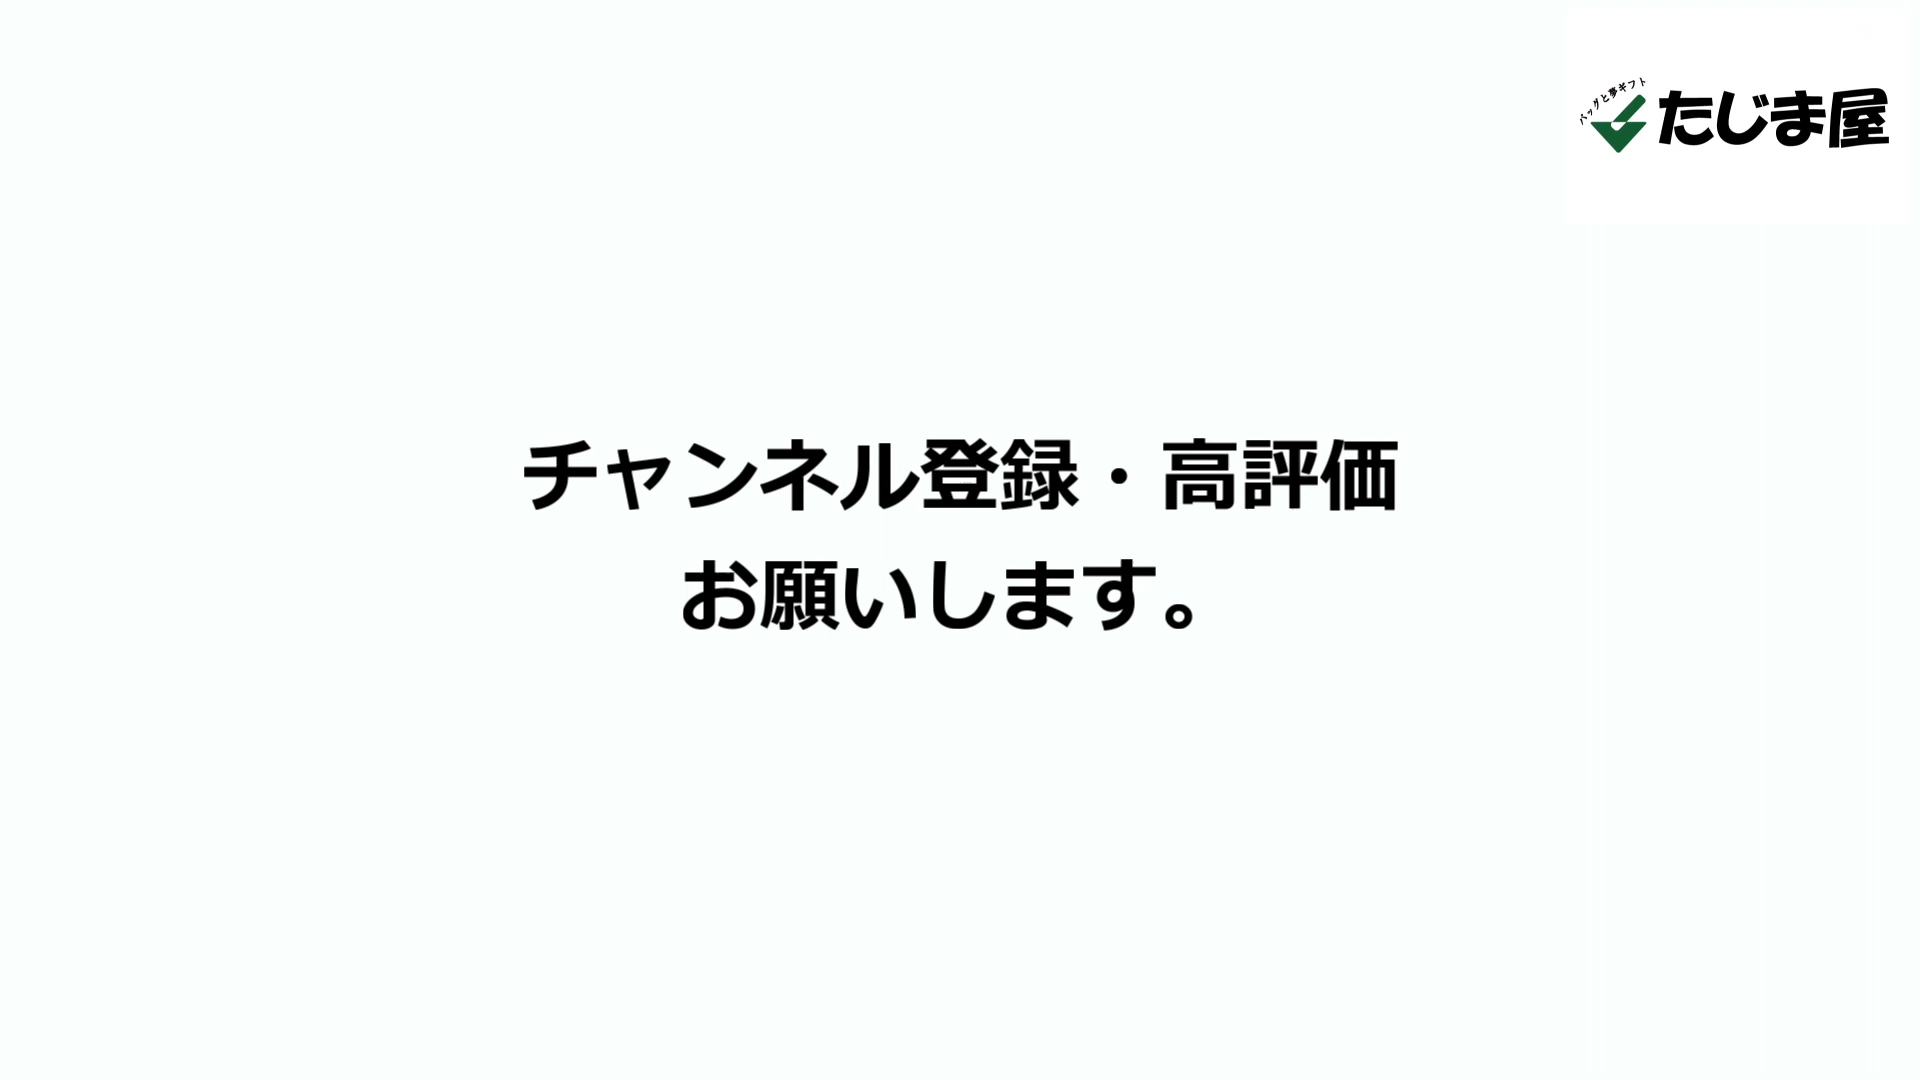 バッグと夢ギフト
たじま屋
チャンネル登録・高評価
お願いします。